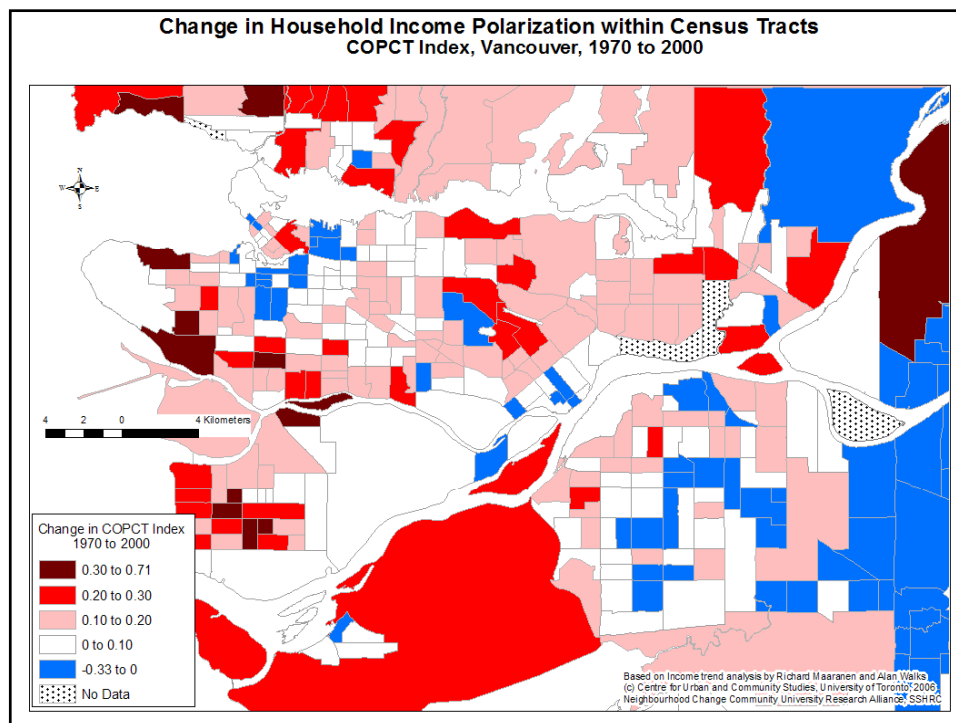 Change in Household Income Polarization within Census Tracts
COPCT Index, Vancouver, 1970 to 2000
N
W E
S
4 2 0 4 Kilometers
Change in COPCT Index
1970 to 2000
0.30 to 0.71
0.20 to 0.30
0.10 to 0.20
0 to 0.10
-0.33 to 0
No Data
Based on Income trend analysis by Richard Maaranen and Alan Walks
(c) Centre for Urban and Community Studies, University of Toronto, 2006
Neighbourhood Change Community University Research Alliance, SSHRC